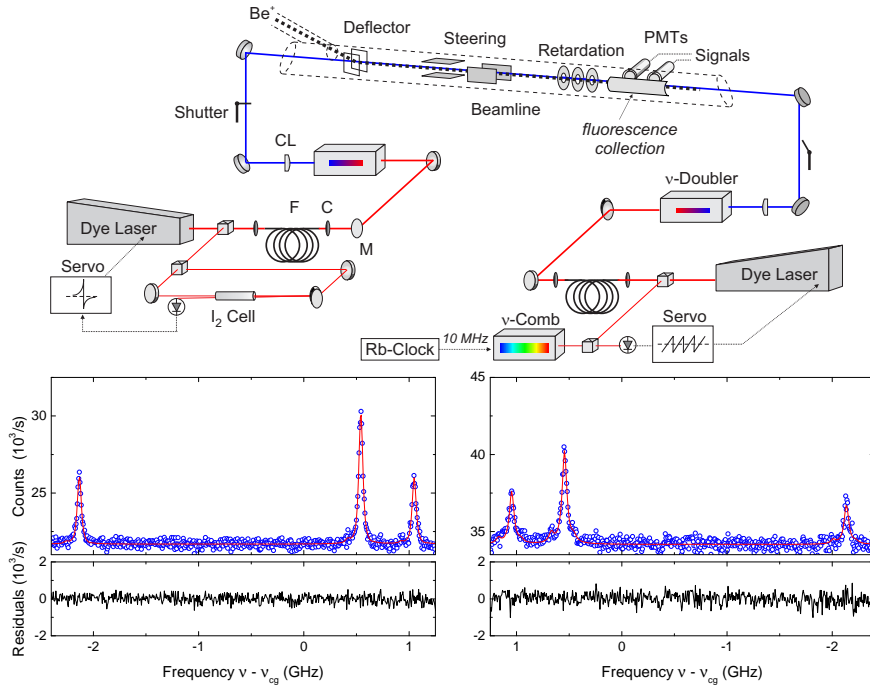 Be⁺
Deflector
Steering
Retardation
PMTs
Signals
Beamline
fluorescence
collection
Shutter
CL
ν-Doubler
F
C
Dye Laser
M
Dye Laser
Servo
I₂ Cell
ν-Comb
Servo
Rb-Clock
10 MHz
30
25
Counts (10³/s)
45
40
35
2
0
-2
Residuals (10³/s)
2
0
-2
-2
-1
0
1
Frequency ν - ν_cg (GHz)
1
0
-1
-2
Frequency ν - ν_cg (GHz)